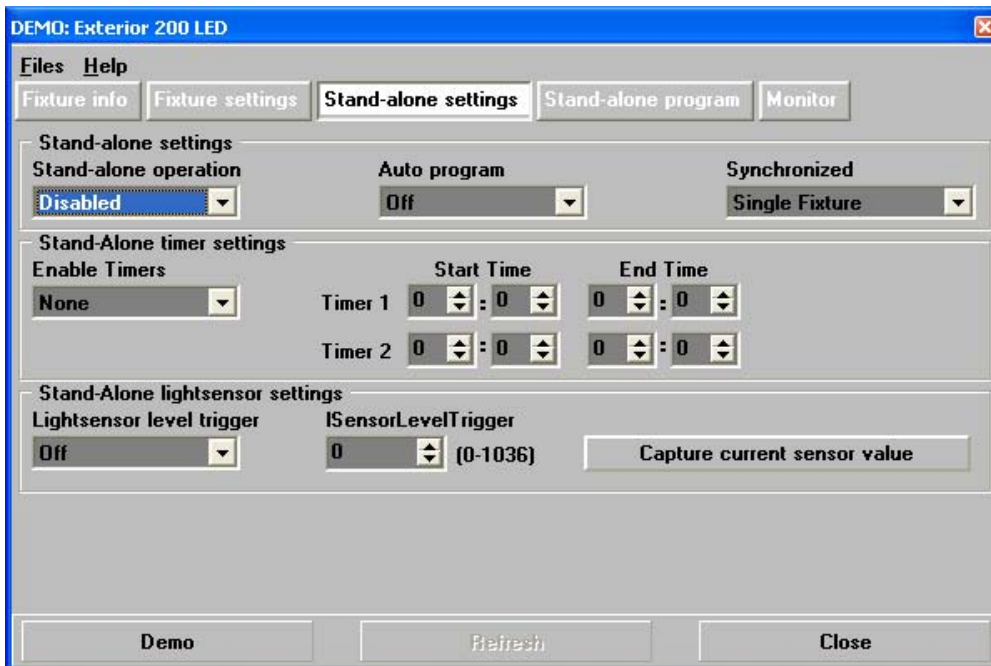 DEMO: Exterior 200 LED
Files Help
Fixture info Fixture settings Stand-alone settings Stand-alone program Monitor
Stand-alone settings
Stand-alone operation Auto program Synchronized
Disabled Off Single Fixture
Stand-Alone timer settings
Enable Timers Start Time End Time
None Timer 1 0 : 0 0 : 0
Timer 2 0 : 0 0 : 0
Stand-Alone lightsensor settings
Lightsensor level trigger lSensorLevelTrigger
Off 0 (0-1036) Capture current sensor value
Demo Refresh Close